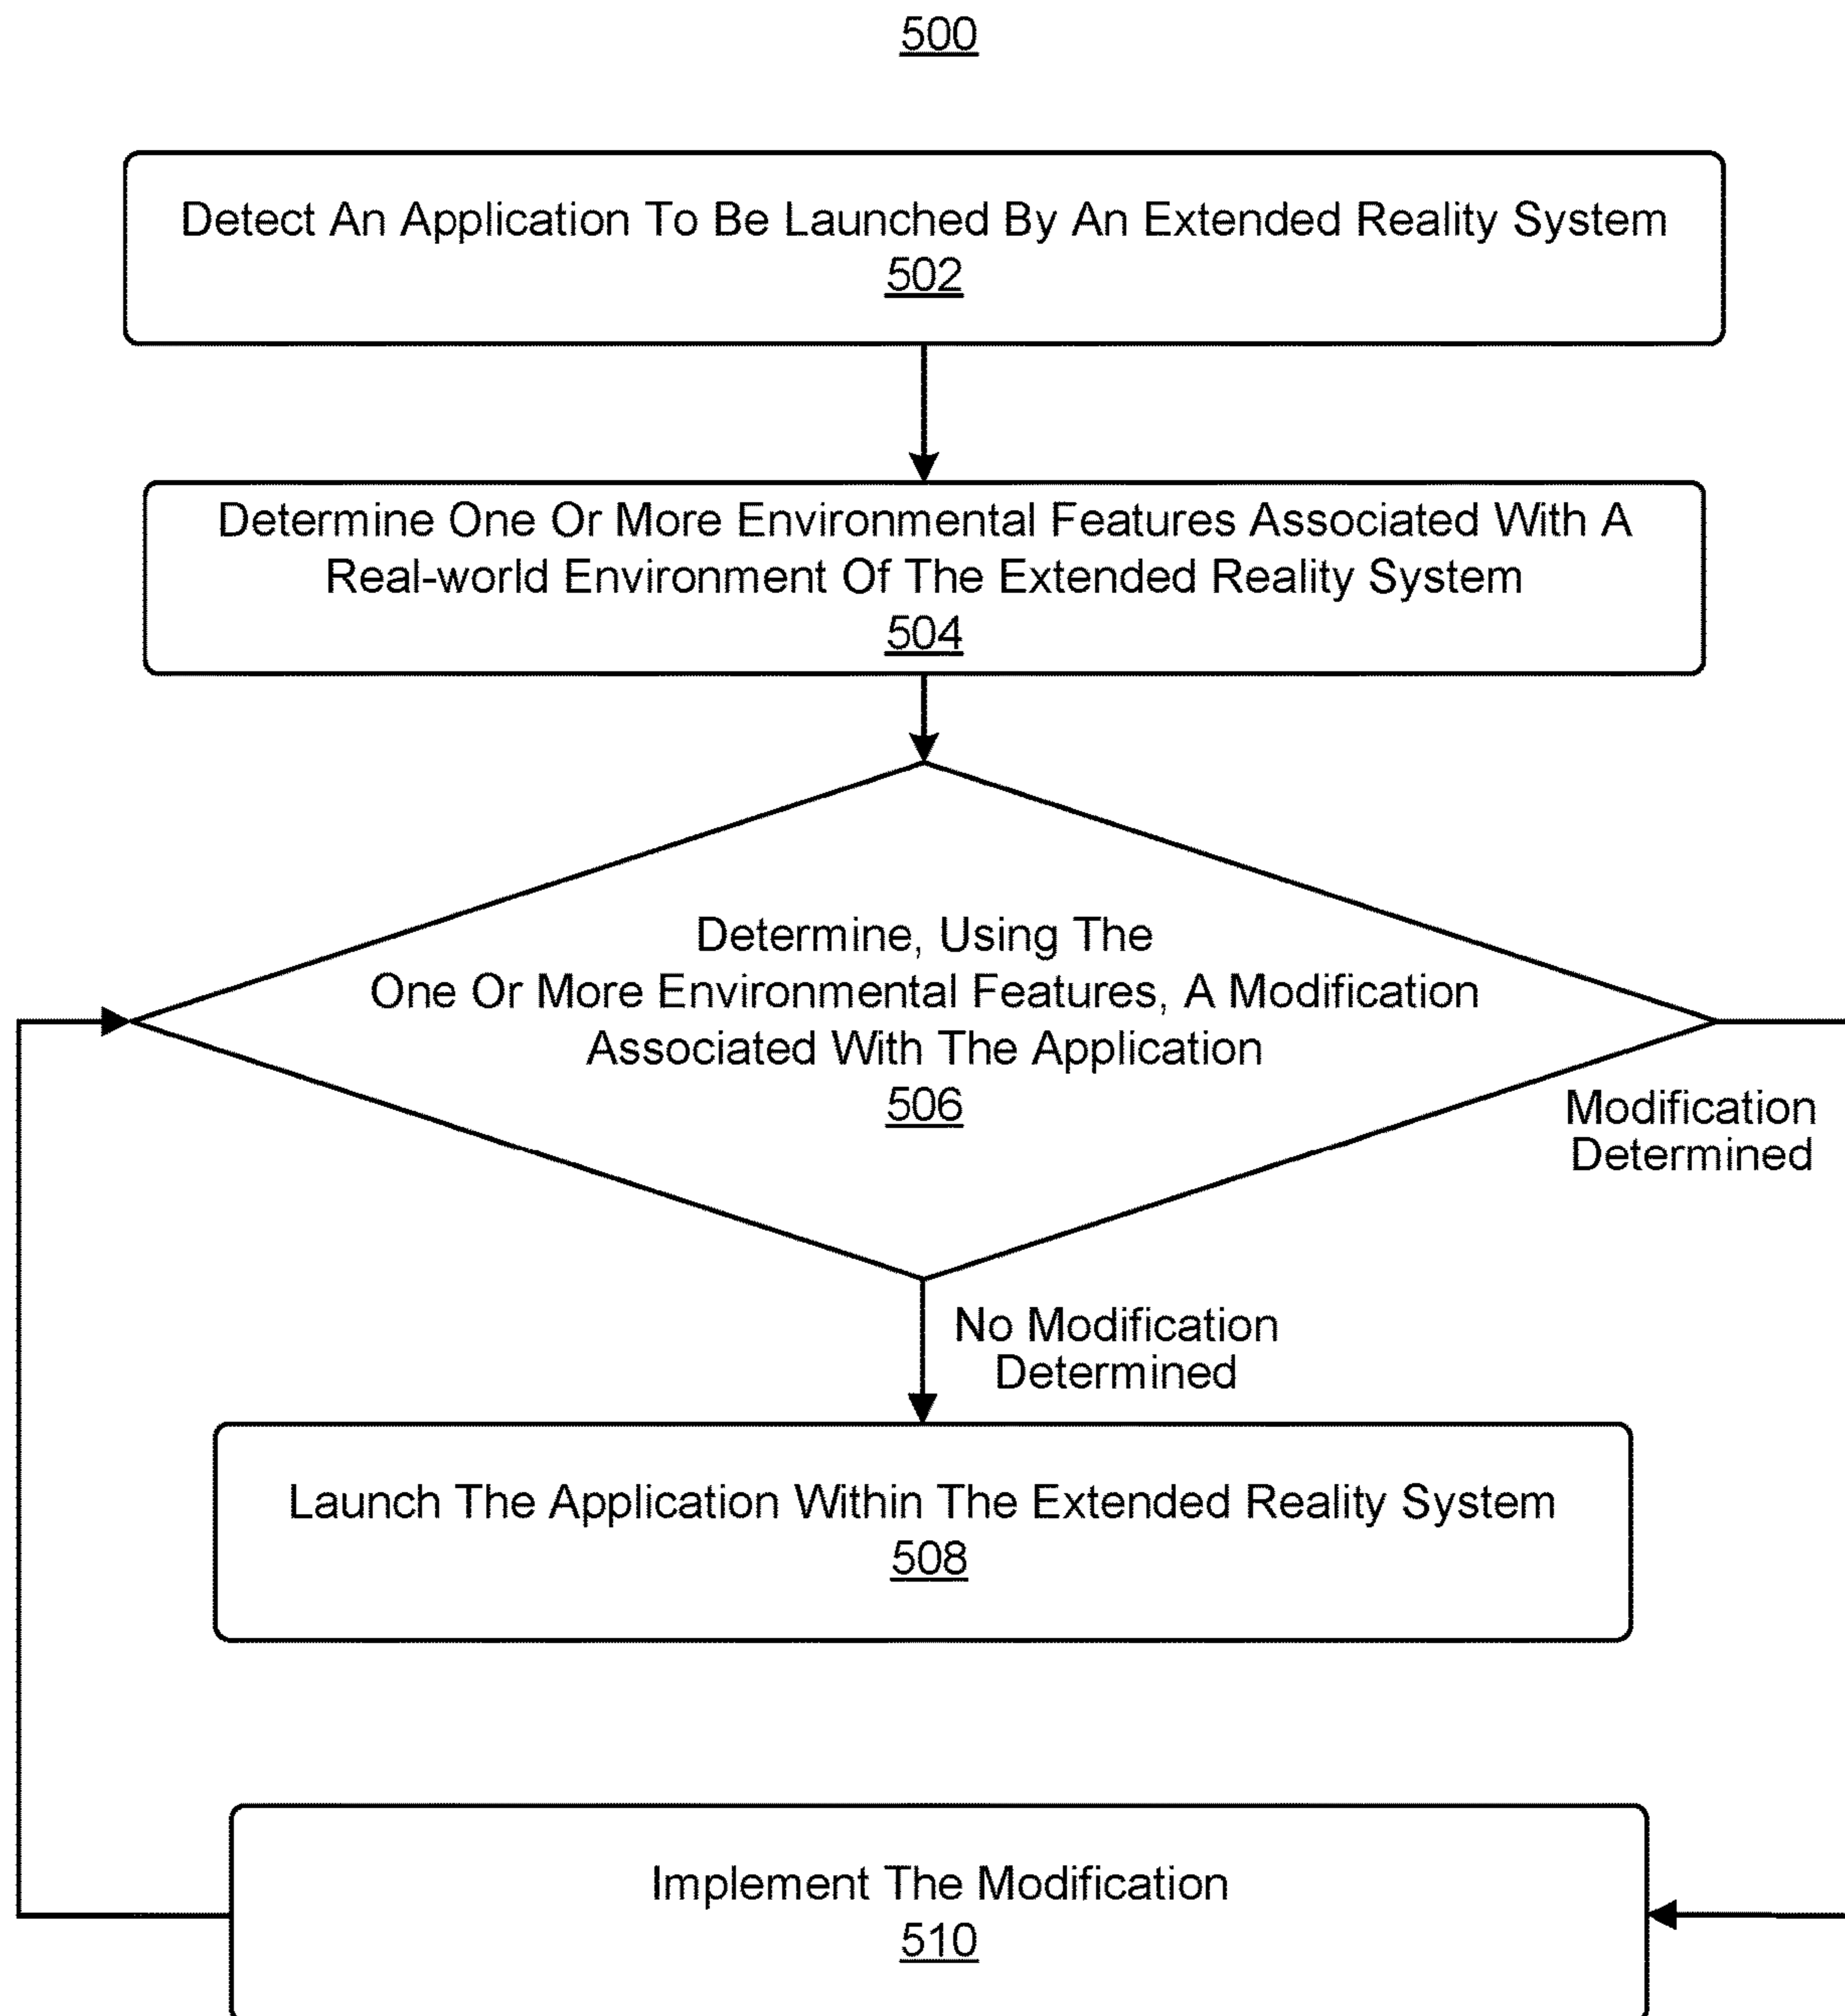 500
Detect An Application To Be Launched By An Extended Reality System
502
Determine One Or More Environmental Features Associated With A
Real-world Environment Of The Extended Reality System
504
Determine, Using The
One Or More Environmental Features, A Modification
Associated With The Application
506
Modification
Determined
No Modification
Determined
Launch The Application Within The Extended Reality System
508
Implement The Modification
510